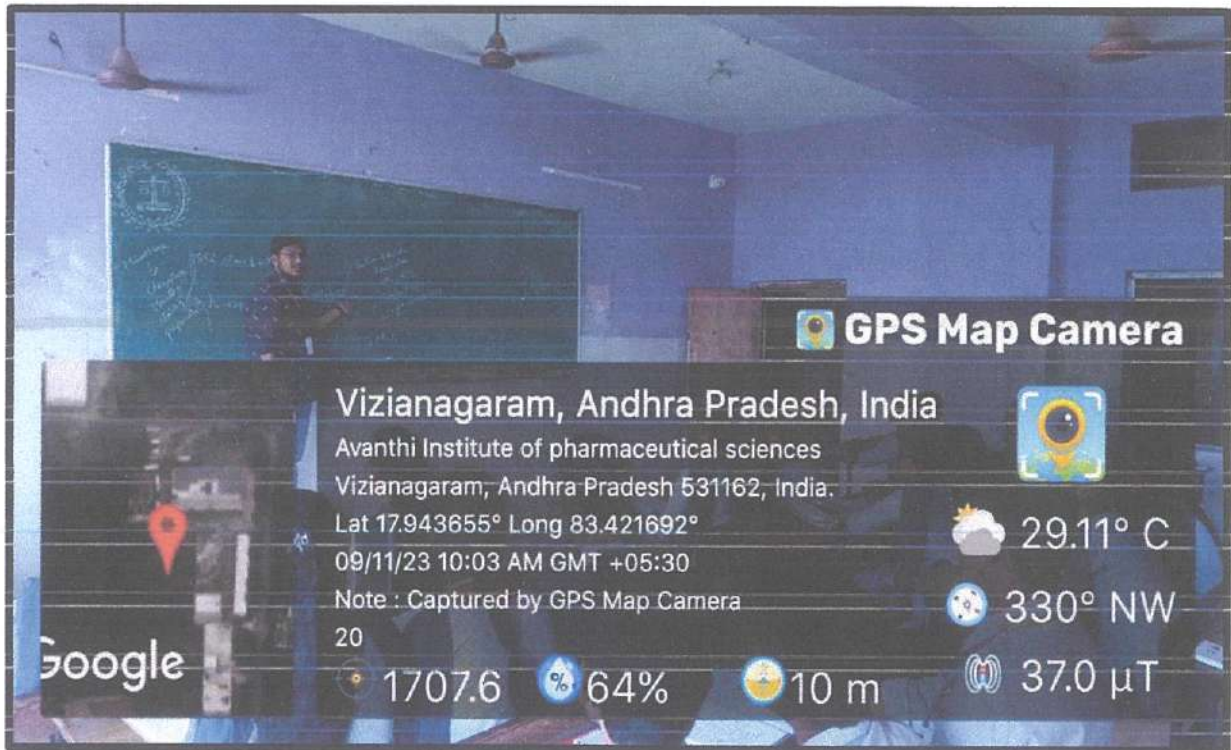 GPS Map Camera
Vizianagaram, Andhra Pradesh, India
Avanthi Institute of pharmaceutical sciences
Vizianagaram, Andhra Pradesh 531162, India.
Lat 17.943655° Long 83.421692°
09/11/23 10:03 AM GMT +05:30
Note : Captured by GPS Map Camera
20
Google
1707.6
64%
10 m
29.11° C
330° NW
37.0 µT